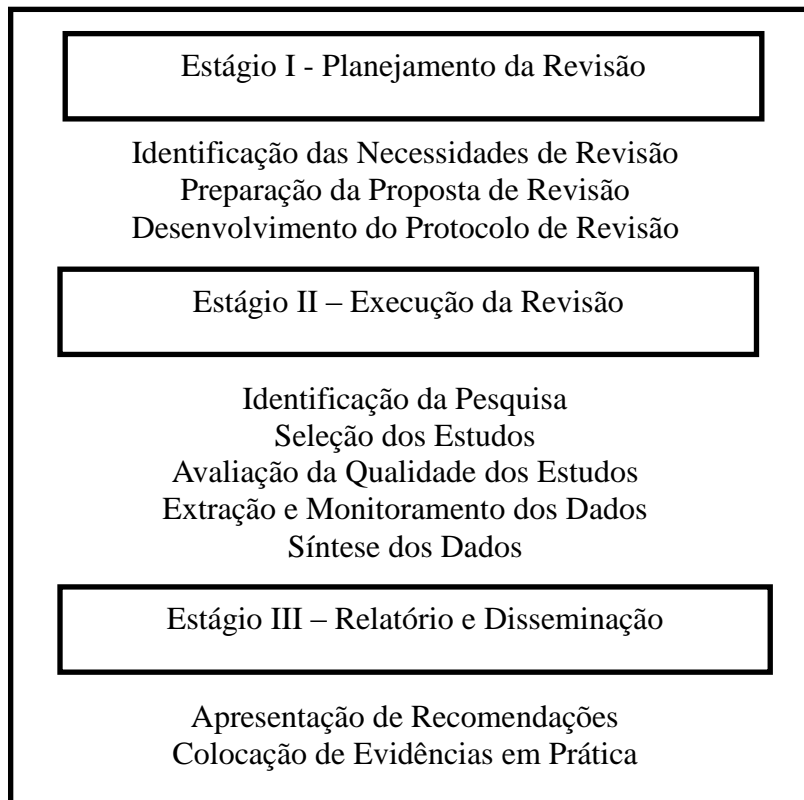 Estágio I - Planejamento da Revisão
Identificação das Necessidades de Revisão
Preparação da Proposta de Revisão
Desenvolvimento do Protocolo de Revisão
Estágio II – Execução da Revisão
Identificação da Pesquisa
Seleção dos Estudos
Avaliação da Qualidade dos Estudos
Extração e Monitoramento dos Dados
Síntese dos Dados
Estágio III – Relatório e Disseminação
Apresentação de Recomendações
Colocação de Evidências em Prática